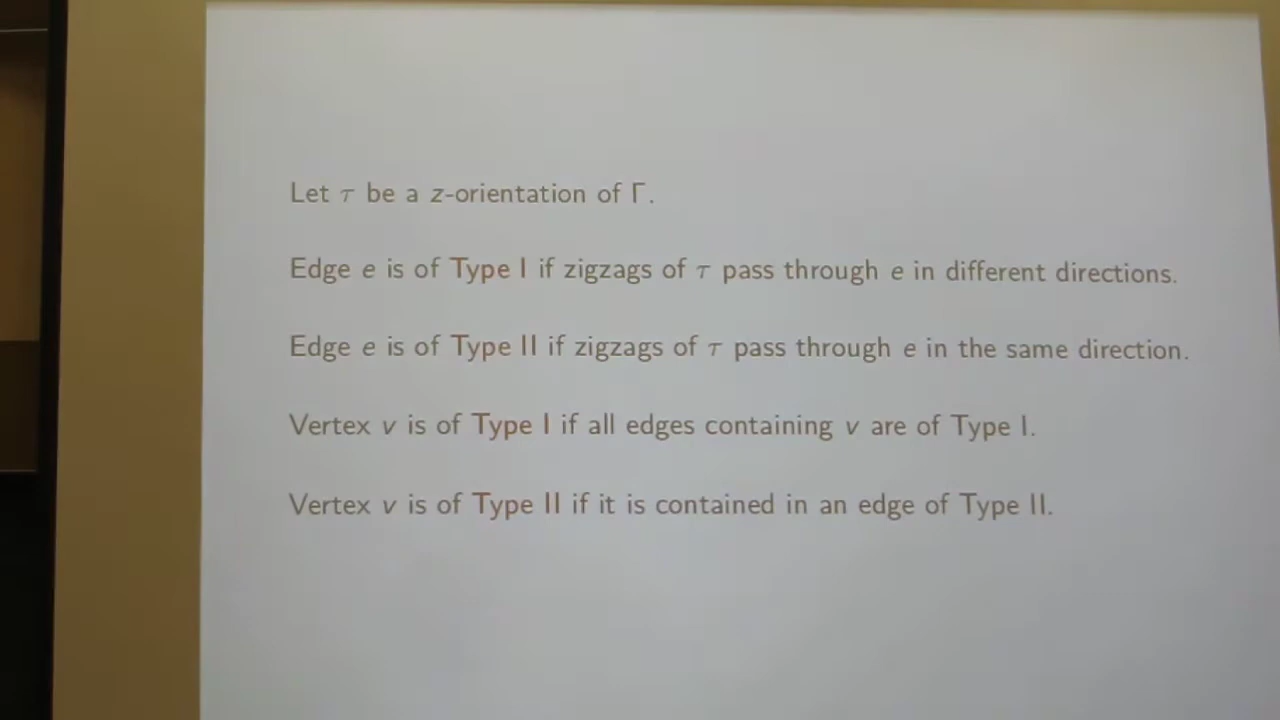 Let τ be a z-orientation of Γ.
Edge e is of Type I if zigzags of τ pass through e in different directions.
Edge e is of Type II if zigzags of τ pass through e in the same direction.
Vertex v is of Type I if all edges containing v are of Type I.
Vertex v is of Type II if it is contained in an edge of Type II.